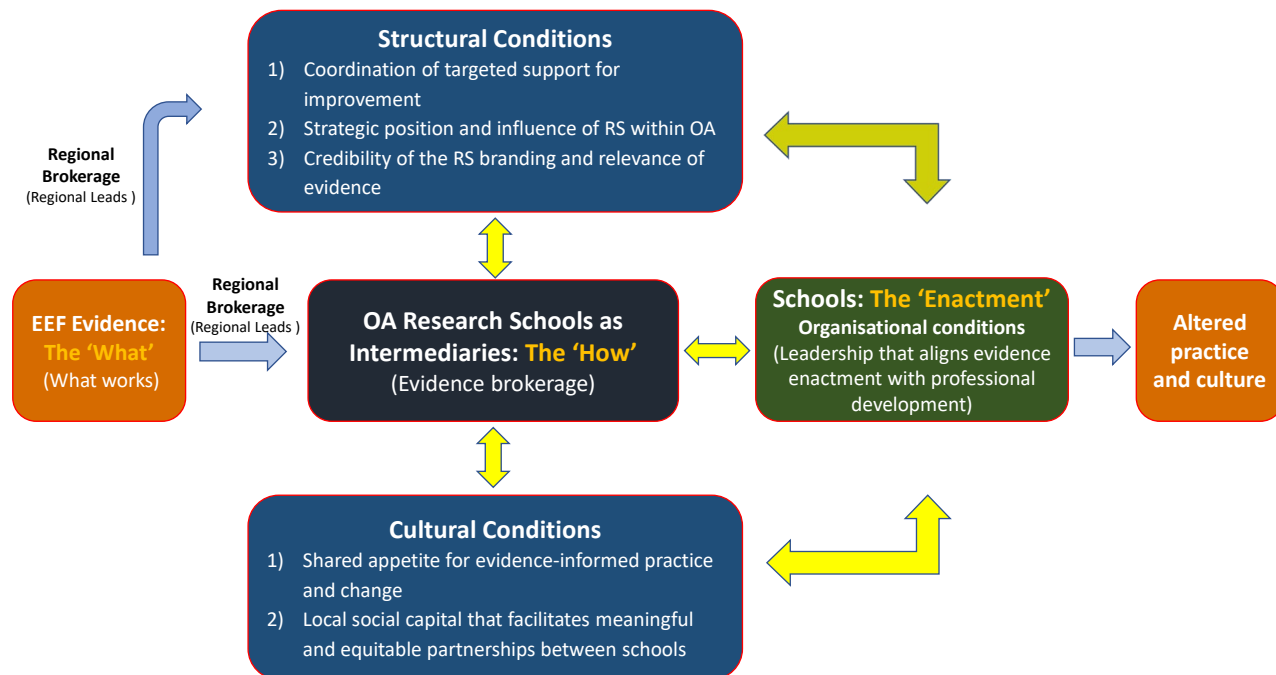 Structural Conditions
1) Coordination of targeted support for
improvement
2) Strategic position and influence of RS within OA
3) Credibility of the RS branding and relevance of
evidence
Regional
Brokerage
(Regional Leads )
EEF Evidence:
The ‘What’
(What works)
Regional
Brokerage
(Regional Leads )
OA Research Schools as
Intermediaries: The ‘How’
(Evidence brokerage)
Schools: The ‘Enactment’
Organisational conditions
(Leadership that aligns evidence
enactment with professional
development)
Altered
practice
and culture
Cultural Conditions
1) Shared appetite for evidence-informed practice
and change
2) Local social capital that facilitates meaningful
and equitable partnerships between schools